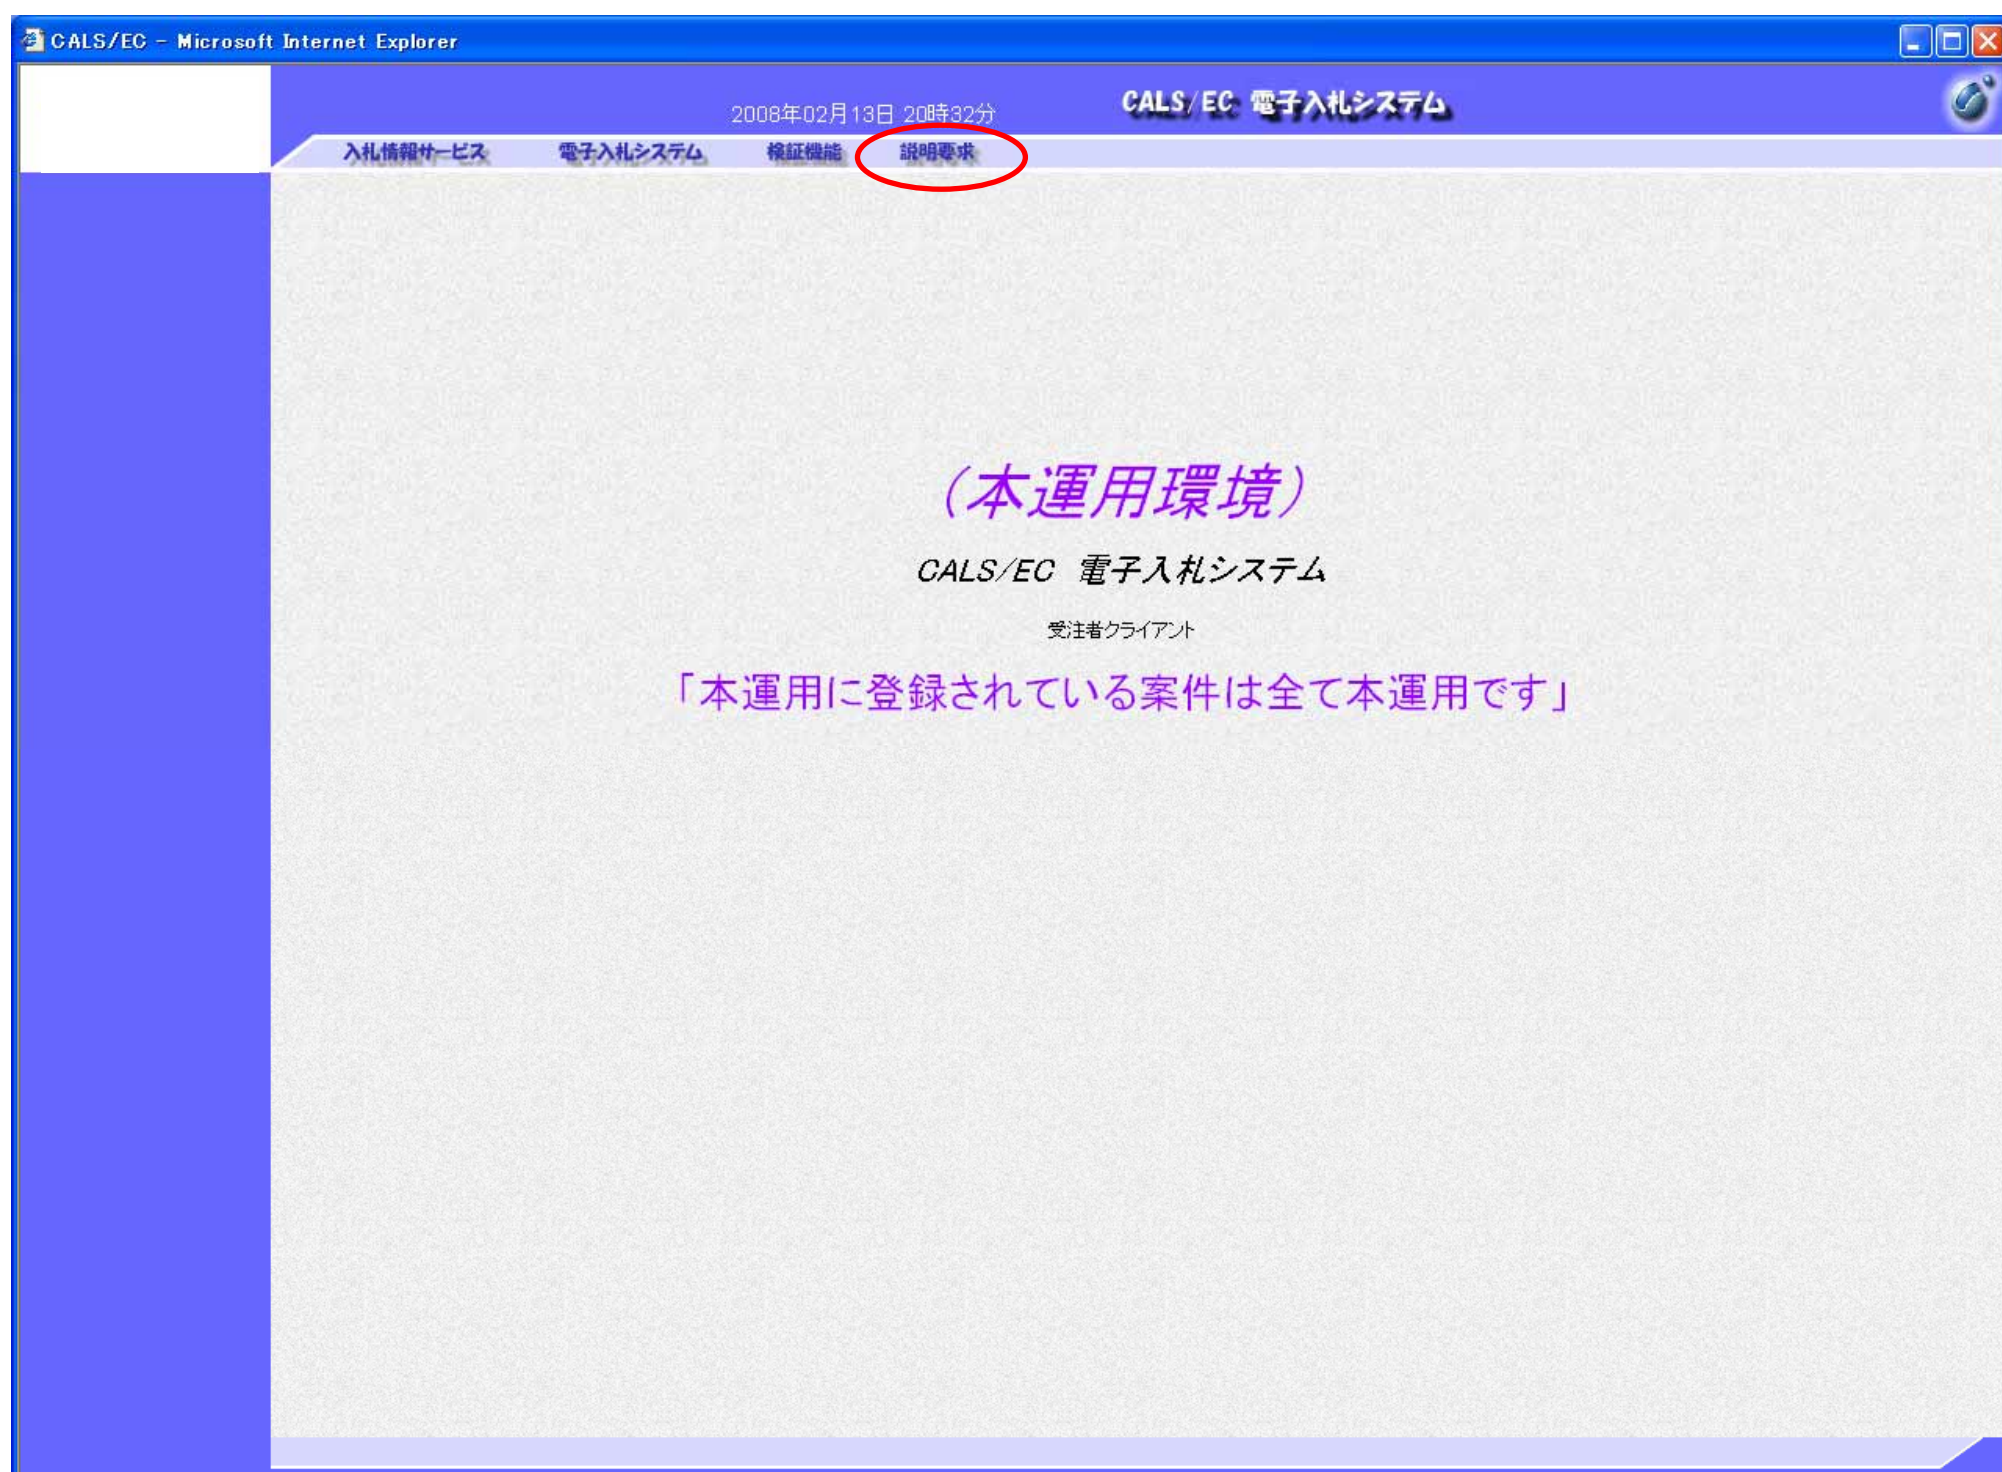 CALS/EC - Microsoft Internet Explorer
2008年02月13日 20時32分
CALS/EC 電子入札システム
入札情報サービス 電子入札システム 検証機能 説明要求
（本運用環境）
CALS/EC 電子入札システム
受注者クライアント
「本運用に登録されている案件は全て本運用です」